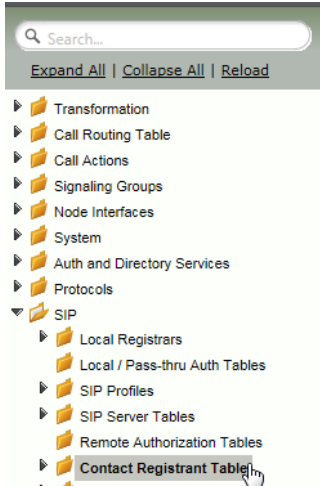 Search...
Expand All | Collapse All | Reload
Transformation
Call Routing Table
Call Actions
Signaling Groups
Node Interfaces
System
Auth and Directory Services
Protocols
SIP
Local Registrars
Local / Pass-thru Auth Tables
SIP Profiles
SIP Server Tables
Remote Authorization Tables
Contact Registrant Table